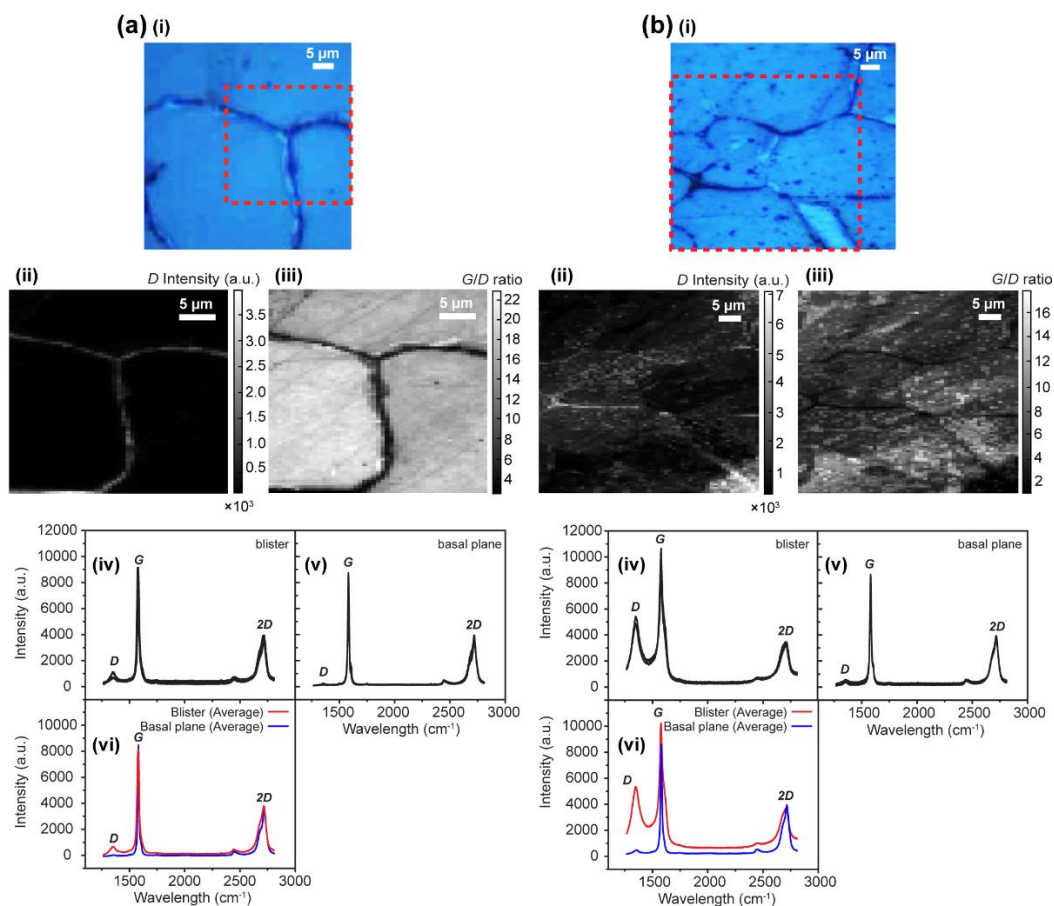 (a) (i)
5 µm
(b) (i)
5 µm
(ii)
D Intensity (a.u.)
5 µm
3.5
3.0
2.5
2.0
1.5
1.0
0.5
×10³
(iii)
G/D ratio
5 µm
22
20
18
16
14
12
10
8
6
4
(ii)
D Intensity (a.u.)
5 µm
7
6
5
4
3
2
1
×10³
(iii)
G/D ratio
5 µm
16
14
12
10
8
6
4
2
Intensity (a.u.)
12000
10000
8000
6000
4000
2000
0
(iv)
blister
D
G
2D
(v)
basal plane
D
G
2D
1500 2000 2500 3000
Wavelength (cm⁻¹)
Intensity (a.u.)
10000
8000
6000
4000
2000
0
(vi)
Blister (Average)
Basal plane (Average)
D
G
2D
1500 2000 2500 3000
Wavelength (cm⁻¹)
Intensity (a.u.)
12000
10000
8000
6000
4000
2000
0
(iv)
blister
D
G
2D
(v)
basal plane
D
G
2D
1500 2000 2500 3000
Wavelength (cm⁻¹)
Intensity (a.u.)
10000
8000
6000
4000
2000
0
(vi)
Blister (Average)
Basal plane (Average)
D
G
2D
1500 2000 2500 3000
Wavelength (cm⁻¹)